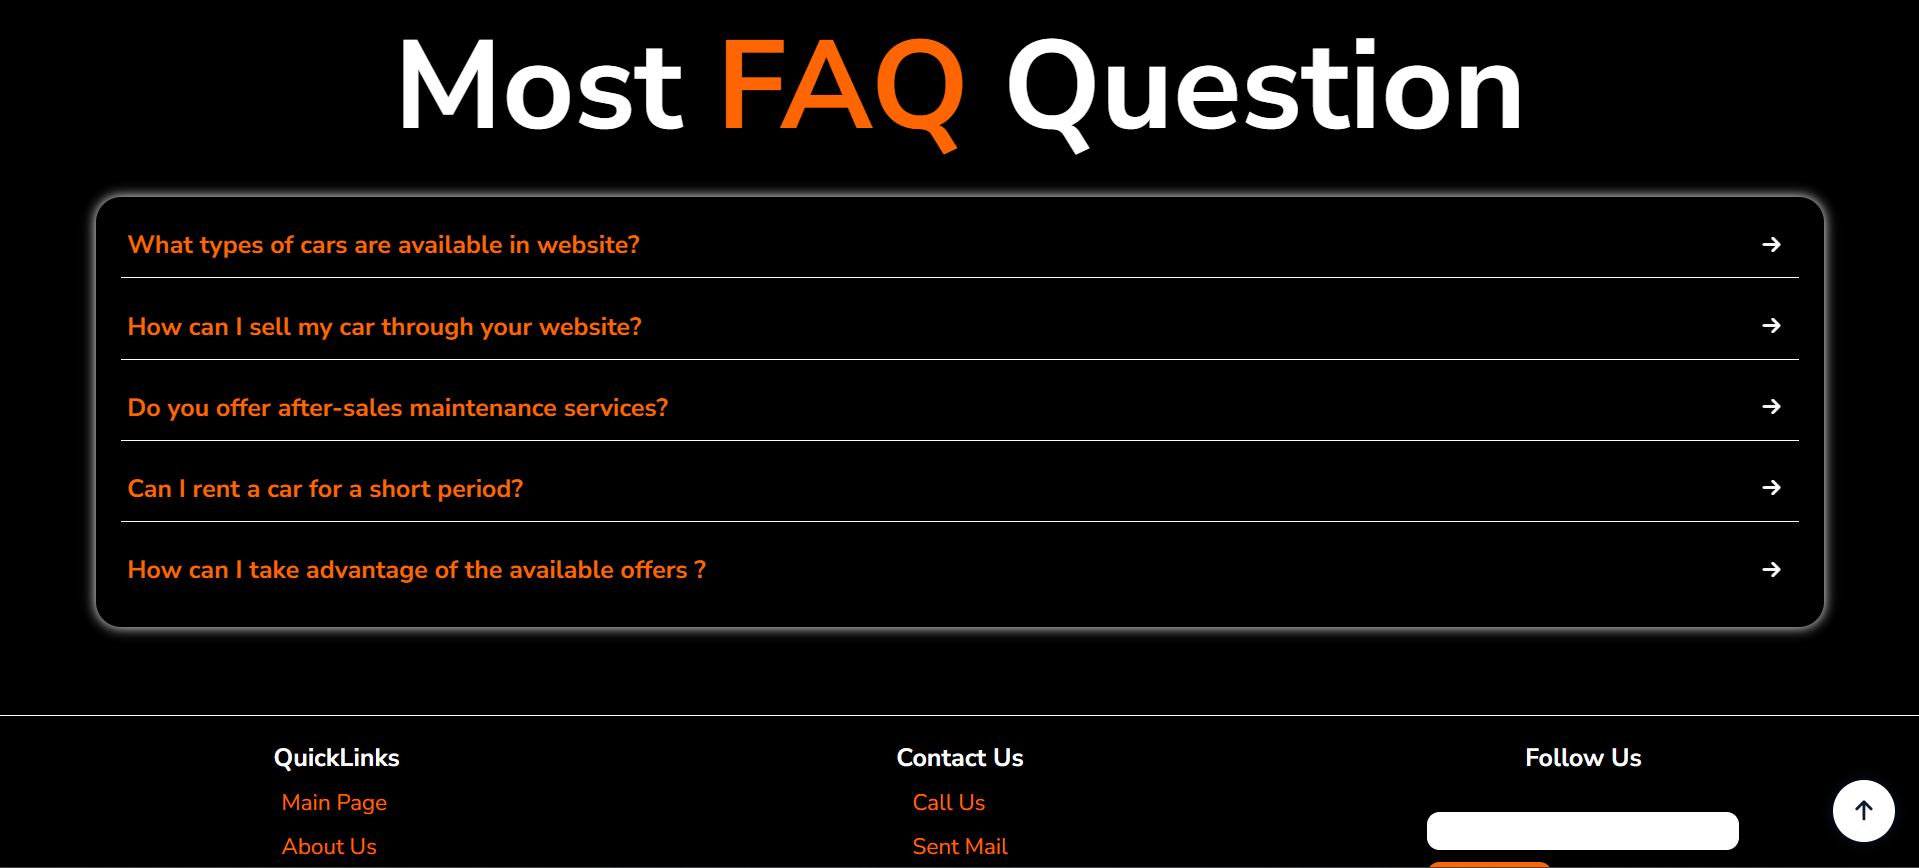 Most FAQ Question
What types of cars are available in website?
How can I sell my car through your website?
Do you offer after-sales maintenance services?
Can I rent a car for a short period?
How can I take advantage of the available offers ?
QuickLinks
Main Page
About Us
Contact Us
Call Us
Sent Mail
Follow Us